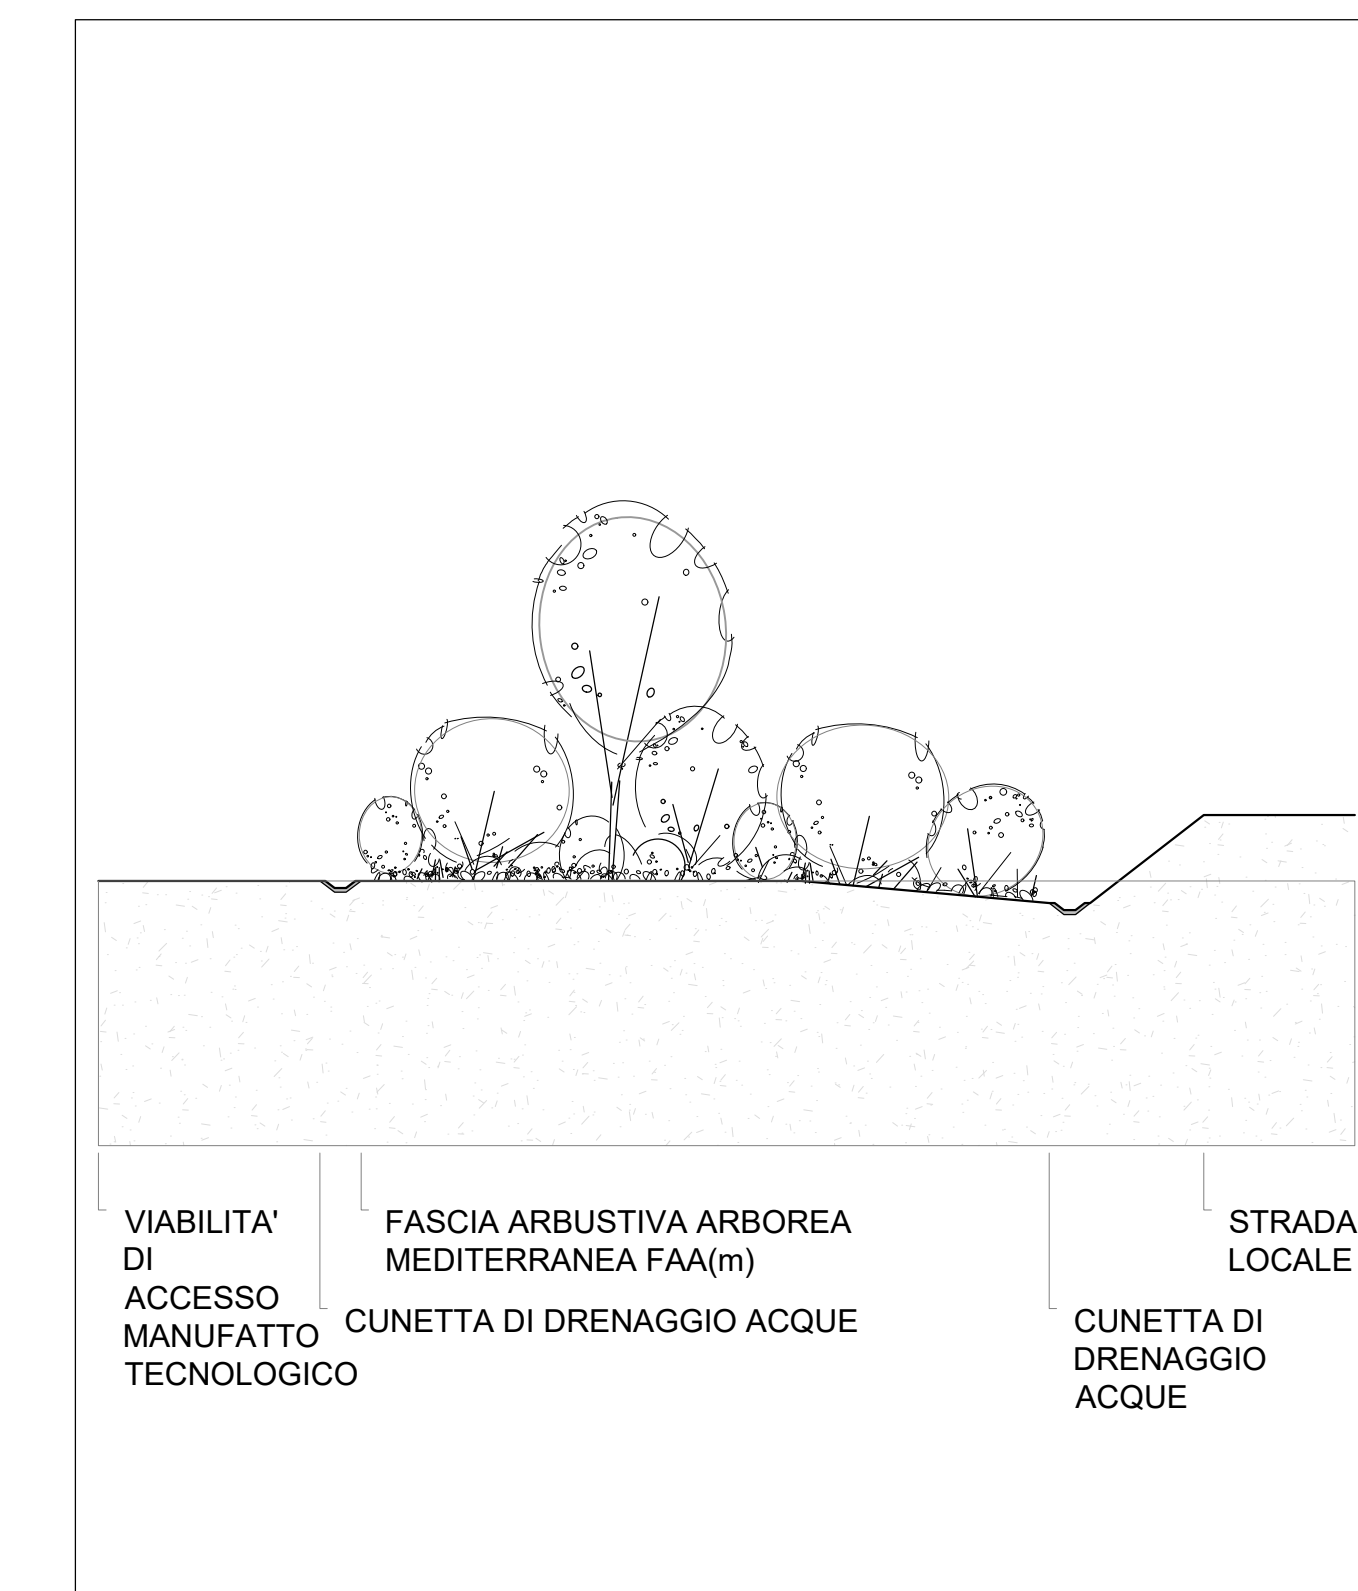 VIABILITA'
DI
ACCESSO
MANUFATTO
TECNOLOGICO
FASCIA ARBUSTIVA ARBOREA
MEDITERRANEA FAA(m)
CUNETTA DI DRENAGGIO ACQUE
CUNETTA DI
DRENAGGIO
ACQUE
STRADA
LOCALE